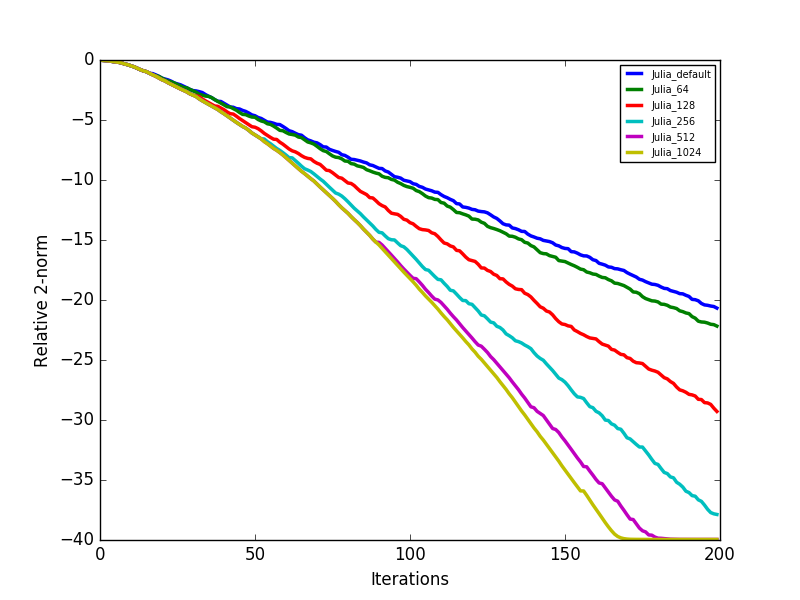 0
−5
−10
−15
−20
−25
−30
−35
−40
0
50
100
150
200
Relative 2-norm
Iterations
Julia_default
Julia_64
Julia_128
Julia_256
Julia_512
Julia_1024